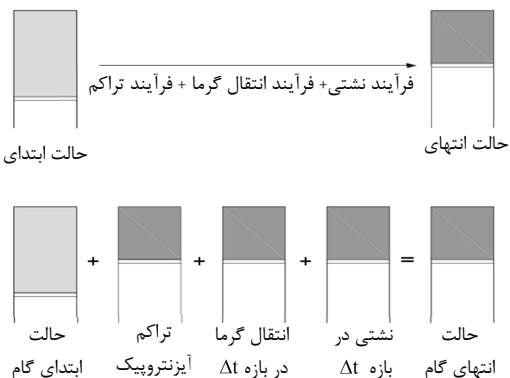 فرآیند نشتی+ فرآیند انتقال گرما + فرآیند تراکم
حالت ابتدای
حالت انتهای
+ + + =
حالت انتهای گام
نشتی در بازه Δt
انتقال گرما در بازه Δt
تراکم آیزنتروپیک
حالت ابتدای گام